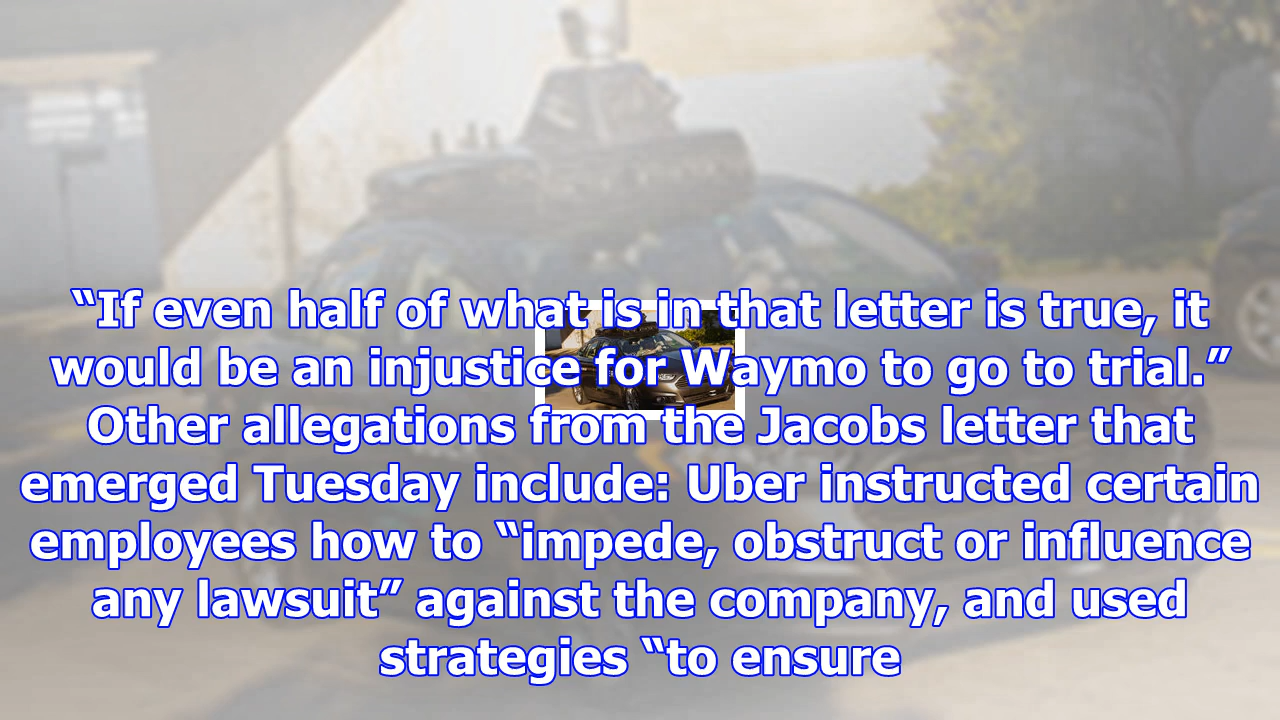 “If even half of what is in that letter is true, it
would be an injustice for Waymo to go to trial.”
Other allegations from the Jacobs letter that
emerged Tuesday include: Uber instructed certain
employees how to “impede, obstruct or influence
any lawsuit” against the company, and used
strategies “to ensure